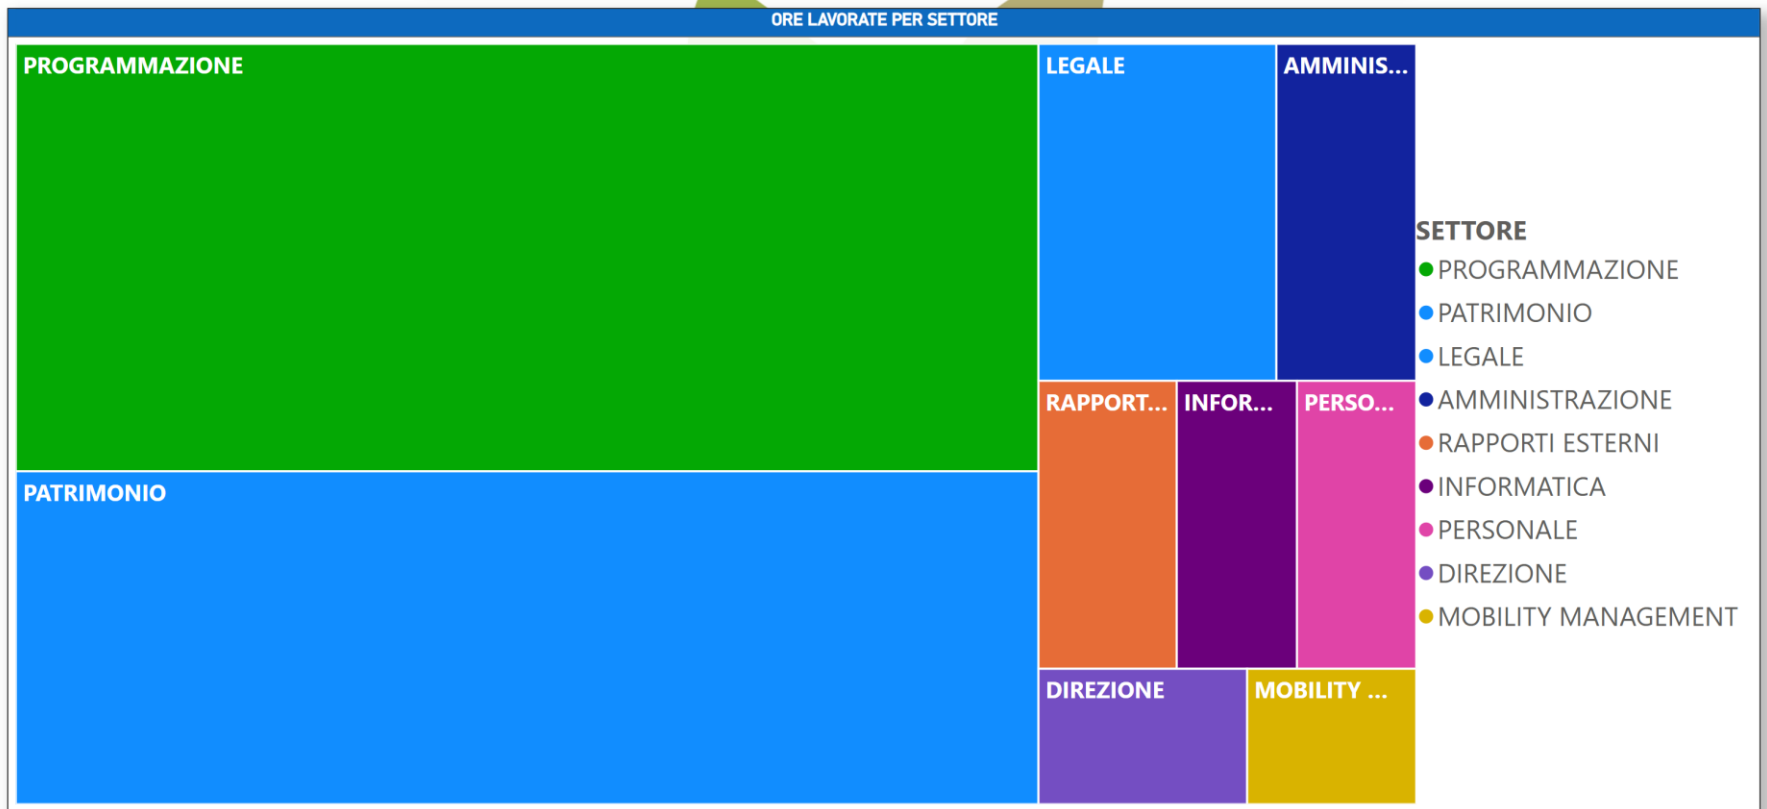 ORE LAVORATE PER SETTORE
PROGRAMMAZIONE
LEGALE
AMMINIS...
RAPPORT...
INFOR...
PERSO...
PATRIMONIO
DIREZIONE
MOBILITY ...
SETTORE
PROGRAMMAZIONE
PATRIMONIO
LEGALE
AMMINISTRAZIONE
RAPPORTI ESTERNI
INFORMATICA
PERSONALE
DIREZIONE
MOBILITY MANAGEMENT